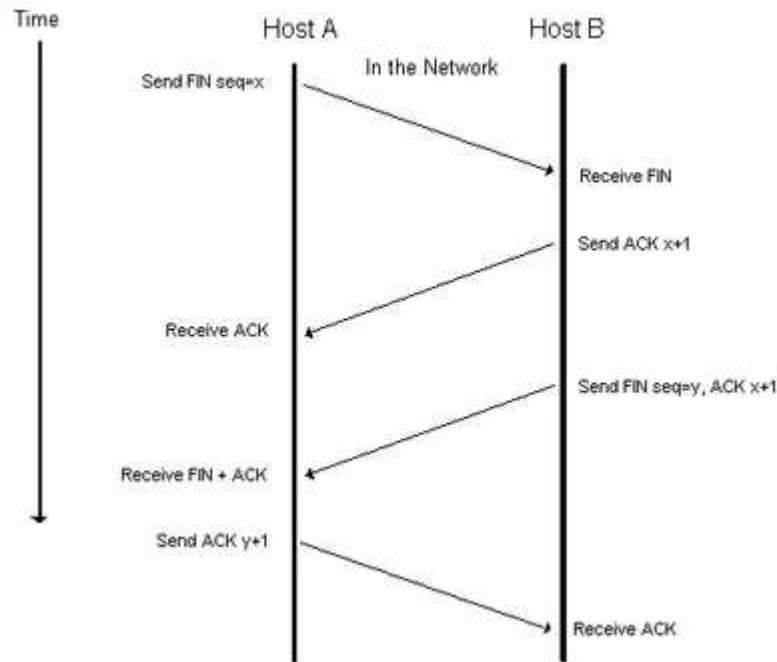 Time
Host A
Host B
In the Network
Send FIN seq=x
Receive FIN
Send ACK x+1
Receive ACK
Send FIN seq=y, ACK x+1
Receive FIN + ACK
Send ACK y+1
Receive ACK